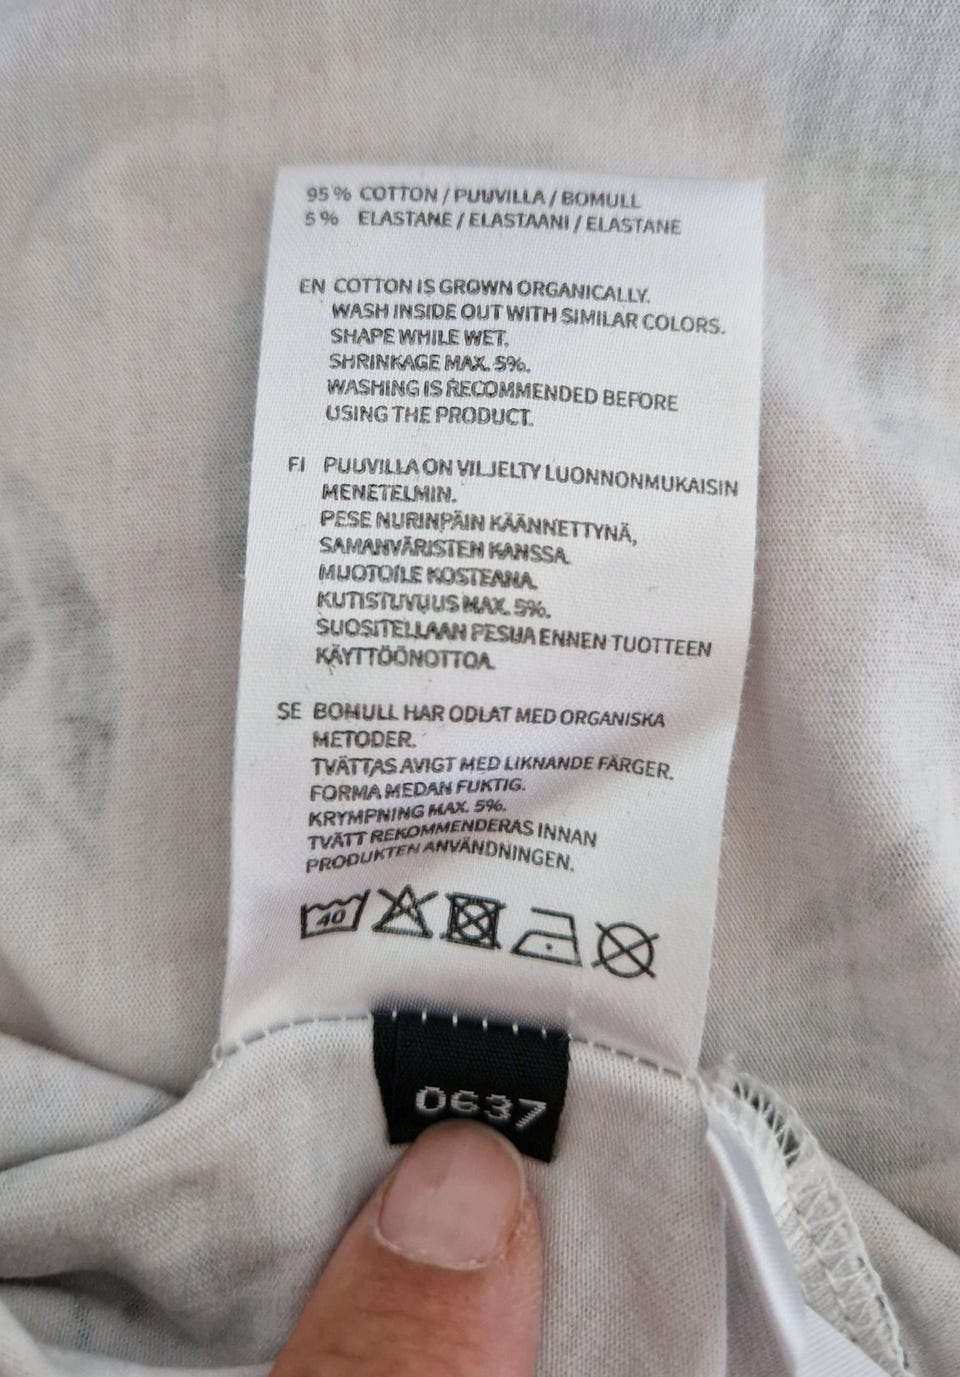 95 % COTTON / PUUVILLA / BOMULL
5 % ELASTANE / ELASTAANI / ELASTANE
EN COTTON IS GROWN ORGANICALLY.
WASH INSIDE OUT WITH SIMILAR COLORS.
SHAPE WHILE WET.
SHRINKAGE MAX. 5%.
WASHING IS RECOMMENDED BEFORE
USING THE PRODUCT.
FI PUUVILLA ON VILJELTY LUONNONMUKAISIN
MENETELMIN.
PESE NURINPÄIN KÄÄNNETTYNÄ,
SAMANVÄRISTEN KANSSA.
MUOTOILE KOSTEANA.
KUTISTUVUUS MAX. 5%.
SUOSITELLAAN PESUA ENNEN TUOTTEEN
KÄYTTÖÖNOTTOA.
SE BOMULL HAR ODLAT MED ORGANISKA
METODER.
TVÄTTAS AVIGT MED LIKNANDE FÄRGER.
FORMA MEDAN FUKTIG.
KRYMPNING MAX. 5%.
TVÄTT REKOMMENDERAS INNAN
PRODUKTEN ANVÄNDNINGEN.
40
0637